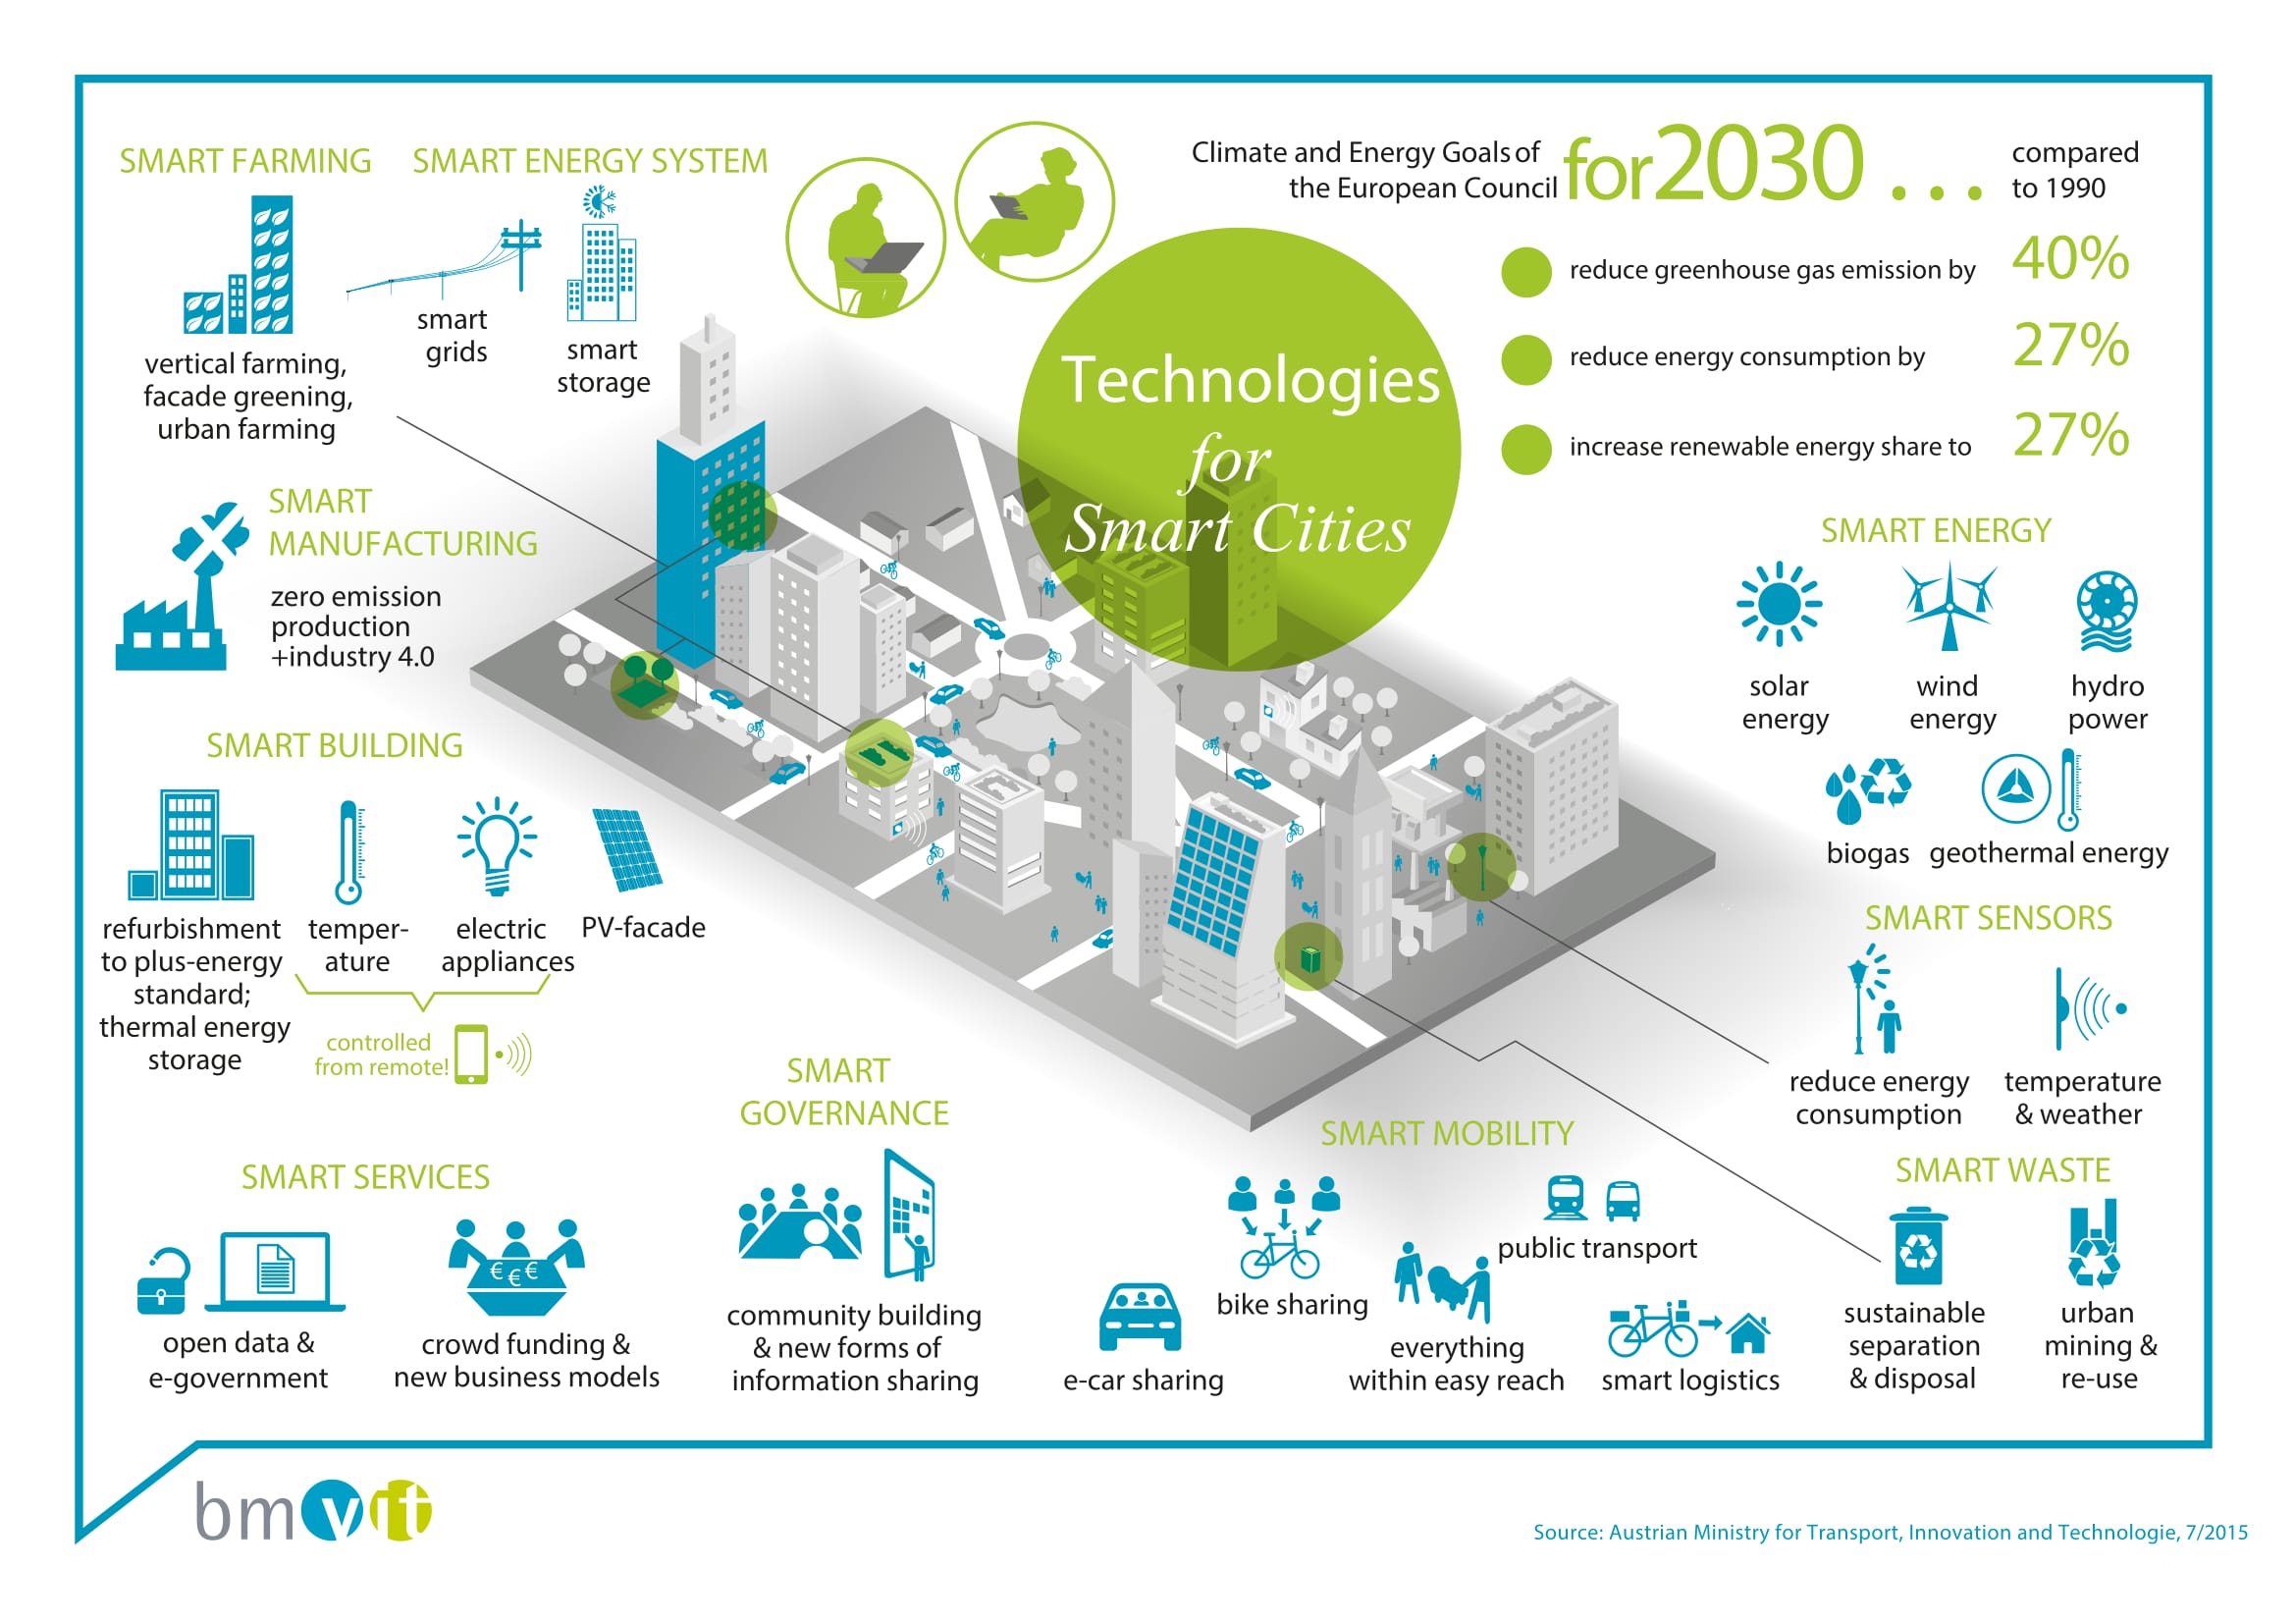 SMART FARMING
vertical farming,
facade greening,
urban farming
SMART ENERGY SYSTEM
smart
grids
smart
storage
Climate and Energy Goals of
the European Council
for 2030 ...
compared
to 1990
reduce greenhouse gas emission by 40%
reduce energy consumption by 27%
increase renewable energy share to 27%
Technologies
for
Smart Cities
SMART
MANUFACTURING
zero emission
production
+industry 4.0
SMART ENERGY
solar
energy
wind
energy
hydro
power
biogas
geothermal energy
SMART BUILDING
refurbishment
to plus-energy
standard;
thermal energy
storage
temper-
ature
electric
appliances
PV-facade
controlled
from remote!
SMART SENSORS
reduce energy
consumption
temperature
& weather
SMART SERVICES
open data &
e-government
€ € €
crowd funding &
new business models
SMART
GOVERNANCE
community building
& new forms of
information sharing
SMART MOBILITY
e-car sharing
bike sharing
everything
within easy reach
public transport
smart logistics
SMART WASTE
sustainable
separation
& disposal
urban
mining &
re-use
bmvit
Source: Austrian Ministry for Transport, Innovation and Technologie, 7/2015